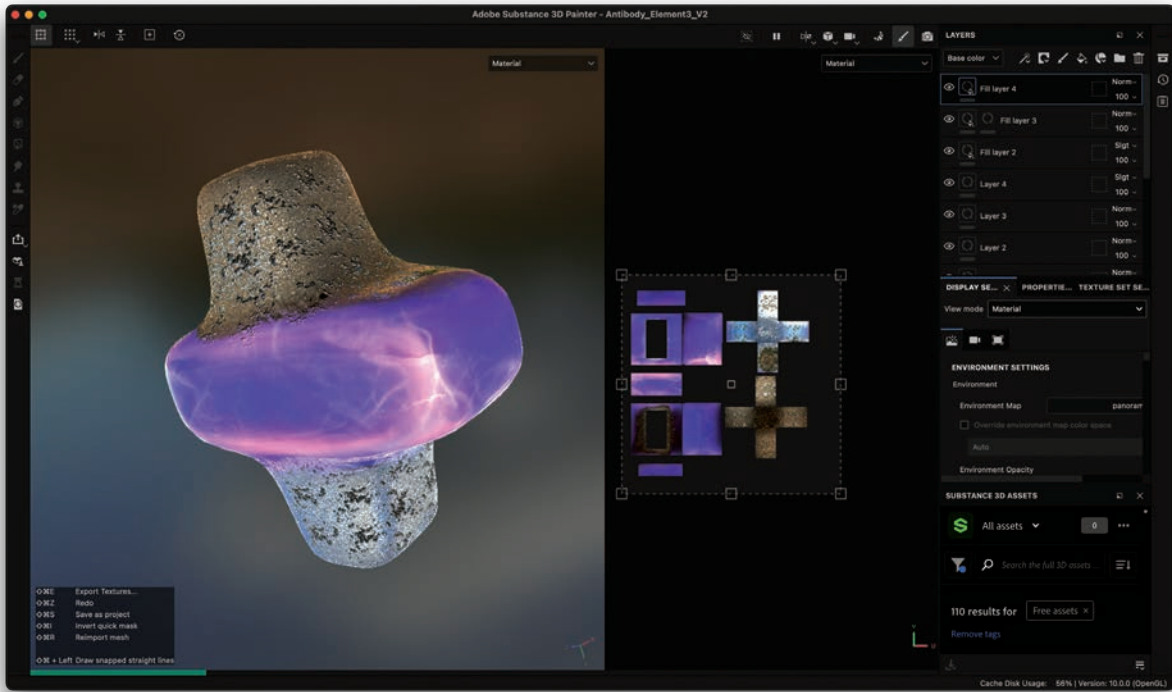 Adobe Substance 3D Painter - Antibody_Element3_V2
Material
Material
⇧⌘E Export Textures...
⇧⌘Z Redo
⇧⌘S Save as project
⇧⌘I Invert quick mask
⇧⌘R Reimport mesh
⇧⌘ + Left Draw snapped straight lines
LAYERS
Base color
Fill layer 4
Norm
100
Fill layer 3
Norm
100
Fill layer 2
Slgt
100
Layer 4
Slgt
100
Layer 3
Norm
100
Layer 2
Norm
100
Norm
DISPLAY SE... PROPERTIE... TEXTURE SET SE...
View mode Material
ENVIRONMENT SETTINGS
Environment
Environment Map panoram
Override environment map color space
Auto
Environment Opacity
SUBSTANCE 3D ASSETS
All assets 0
Search the full 3D assets ...
110 results for Free assets ×
Remove tags
Cache Disk Usage: 56% | Version: 10.0.0 (OpenGL)